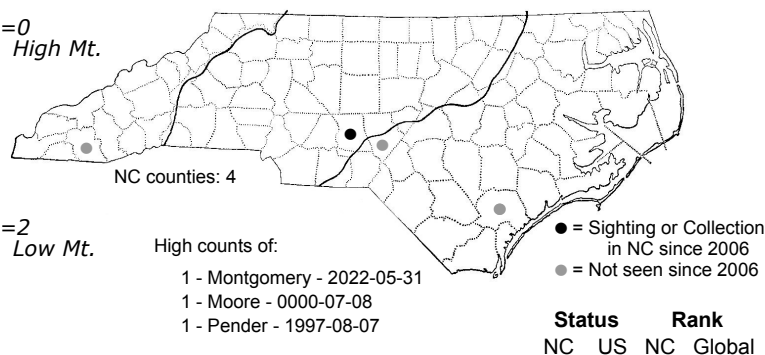 =0
High Mt.
NC counties: 4
=2
Low Mt.
High counts of:
1 - Montgomery - 2022-05-31
1 - Moore - 0000-07-08
1 - Pender - 1997-08-07
● = Sighting or Collection
in NC since 2006
● = Not seen since 2006
Status Rank
NC US NC Global